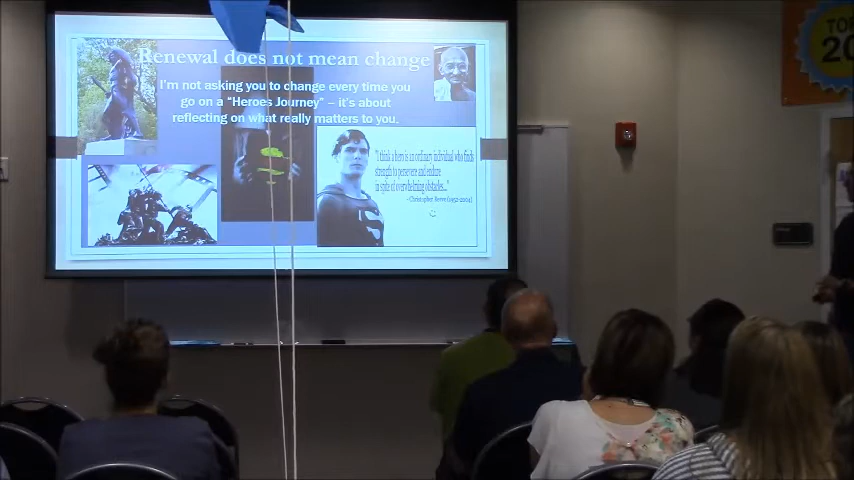 Renewal does not mean change
I'm not asking you to change every time you
go on a "Heroes Journey" – it's about
reflecting on what really matters to you.
"I think a hero is an ordinary individual who finds
strength to persevere and endure
in spite of overwhelming obstacles..."
- Christopher Reeve (1952-2004)
20